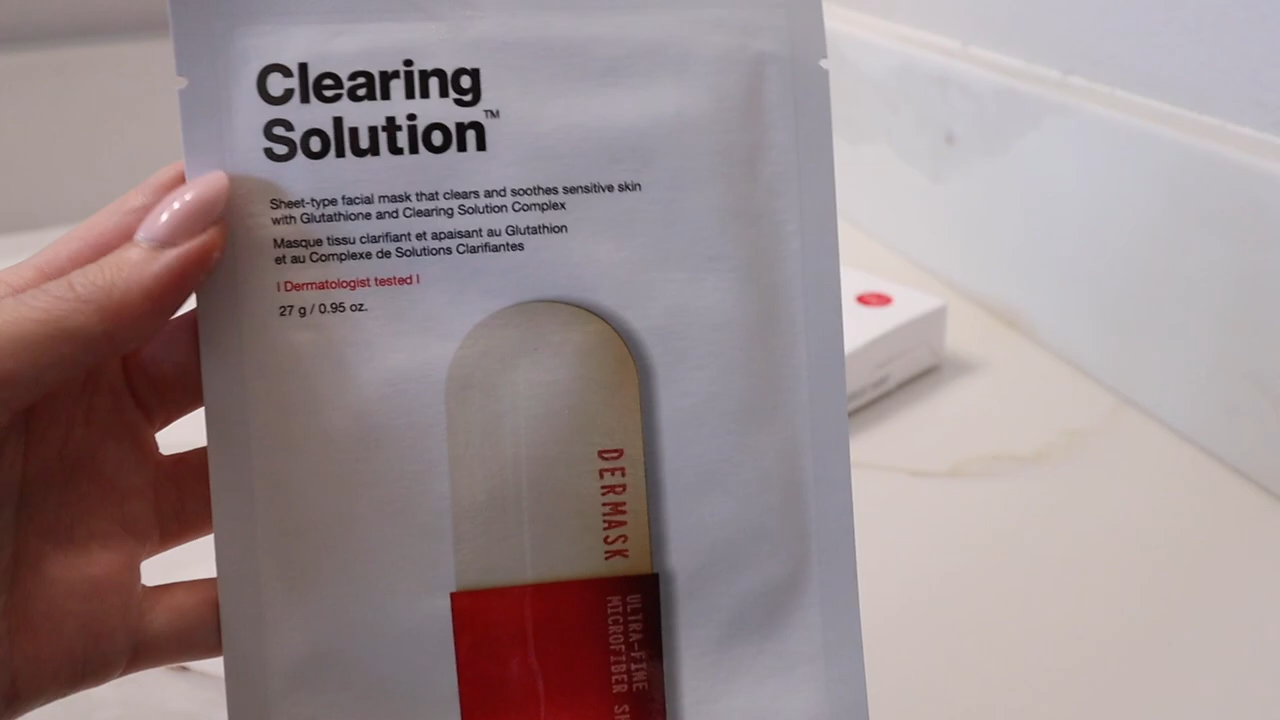 Clearing
Solution™
Sheet-type facial mask that clears and soothes sensitive skin
with Glutathione and Clearing Solution Complex
Masque tissu clarifiant et apaisant au Glutathion
et au Complexe de Solutions Clarifiantes
| Dermatologist tested |
27 g / 0.95 oz.
DERMASK
ULTRA-FINE
MICROFIBER